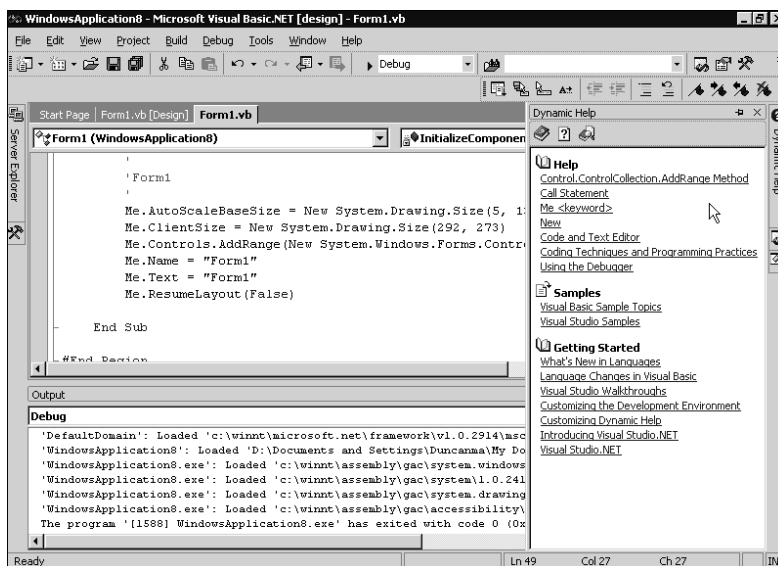 WindowsApplication8 - Microsoft Visual Basic.NET [design] - Form1.vb
File Edit View Project Build Debug Tools Window Help
Debug
Start Page Form1.vb [Design] Form1.vb
Form1 (WindowsApplication8)
InitializeComponen
Server Explorer
'
'Form1
'
Me.AutoScaleBaseSize = New System.Drawing.Size(5, 1
Me.ClientSize = New System.Drawing.Size(292, 273)
Me.Controls.AddRange(New System.Windows.Forms.Contr
Me.Name = "Form1"
Me.Text = "Form1"
Me.ResumeLayout(False)
End Sub
#End Region
Output
Debug
'DefaultDomain': Loaded 'c:\winnt\microsoft.net\framework\v1.0.2914\msc
'WindowsApplication8': Loaded 'D:\Documents and Settings\Duncanma\My Do
'WindowsApplication8.exe': Loaded 'c:\winnt\assembly\gac\system.windows
'WindowsApplication8.exe': Loaded 'c:\winnt\assembly\gac\system\1.0.241
'WindowsApplication8.exe': Loaded 'c:\winnt\assembly\gac\system.drawing
'WindowsApplication8.exe': Loaded 'c:\winnt\assembly\gac\accessibility\
The program '[1588] WindowsApplication8.exe' has exited with code 0 (0x
Dynamic Help
Help
Control.ControlCollection.AddRange Method
Call Statement
Me <keyword>
New
Code and Text Editor
Coding Techniques and Programming Practices
Using the Debugger
Samples
Visual Basic Sample Topics
Visual Studio Samples
Getting Started
What's New in Languages
Language Changes in Visual Basic
Visual Studio Walkthroughs
Customizing the Development Environment
Customizing Dynamic Help
Introducing Visual Studio.NET
Visual Studio.NET
Dynamic Help
Ready Ln 49 Col 27 Ch 27 IN